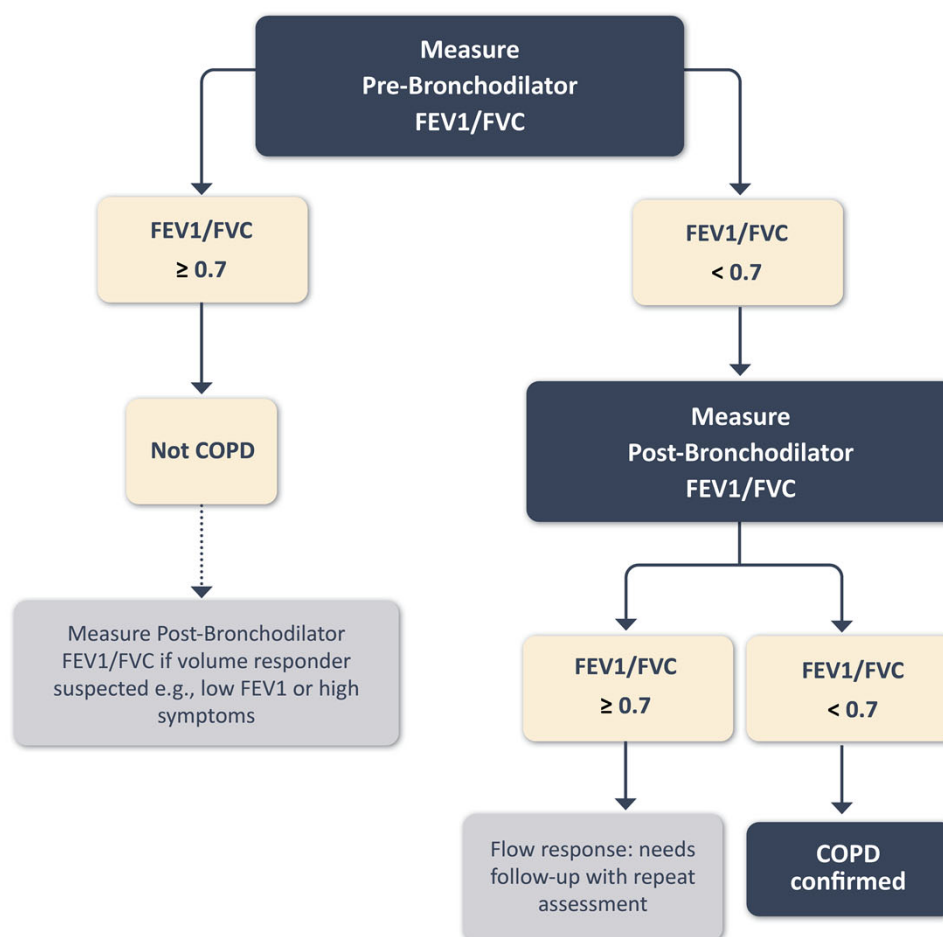 Measure
Pre-Bronchodilator
FEV1/FVC
FEV1/FVC
≥ 0.7
FEV1/FVC
< 0.7
Not COPD
Measure
Post-Bronchodilator
FEV1/FVC
Measure Post-Bronchodilator
FEV1/FVC if volume responder
suspected e.g., low FEV1 or high
symptoms
FEV1/FVC
≥ 0.7
FEV1/FVC
< 0.7
Flow response: needs
follow-up with repeat
assessment
COPD
confirmed